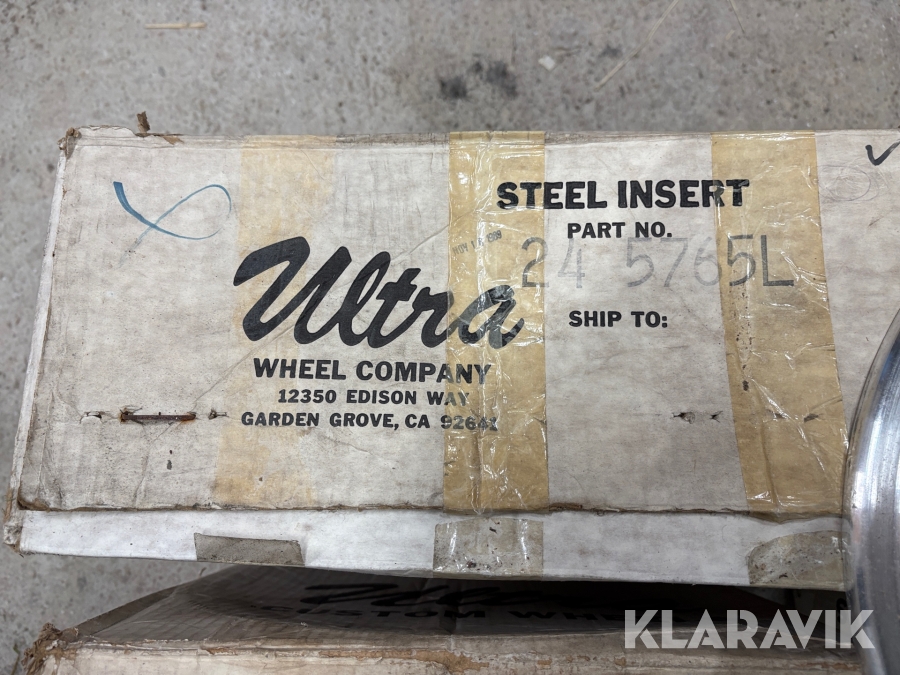 STEEL INSERT
PART NO.
24 5765L
SHIP TO:
Ultra
WHEEL COMPANY
12350 EDISON WAY
GARDEN GROVE, CA 92641
KLARAVIK